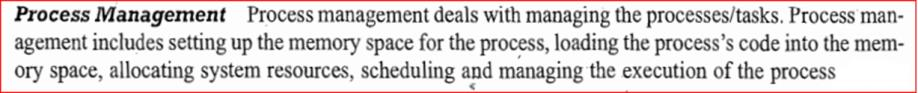 Process Management Process management deals with managing the processes/tasks. Process man-
agement includes setting up the memory space for the process, loading the process's code into the mem-
ory space, allocating system resources, scheduling and managing the execution of the process